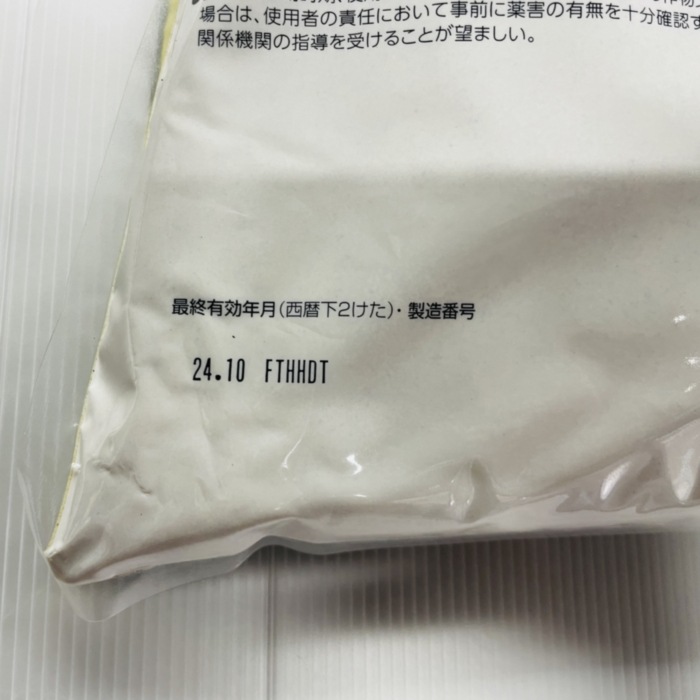 場合は、使用者の責任において事前に薬害の有無を十分確認す
関係機関の指導を受けることが望ましい。
最終有効年月(西暦下2けた)・製造番号
24.10 FTHHDT